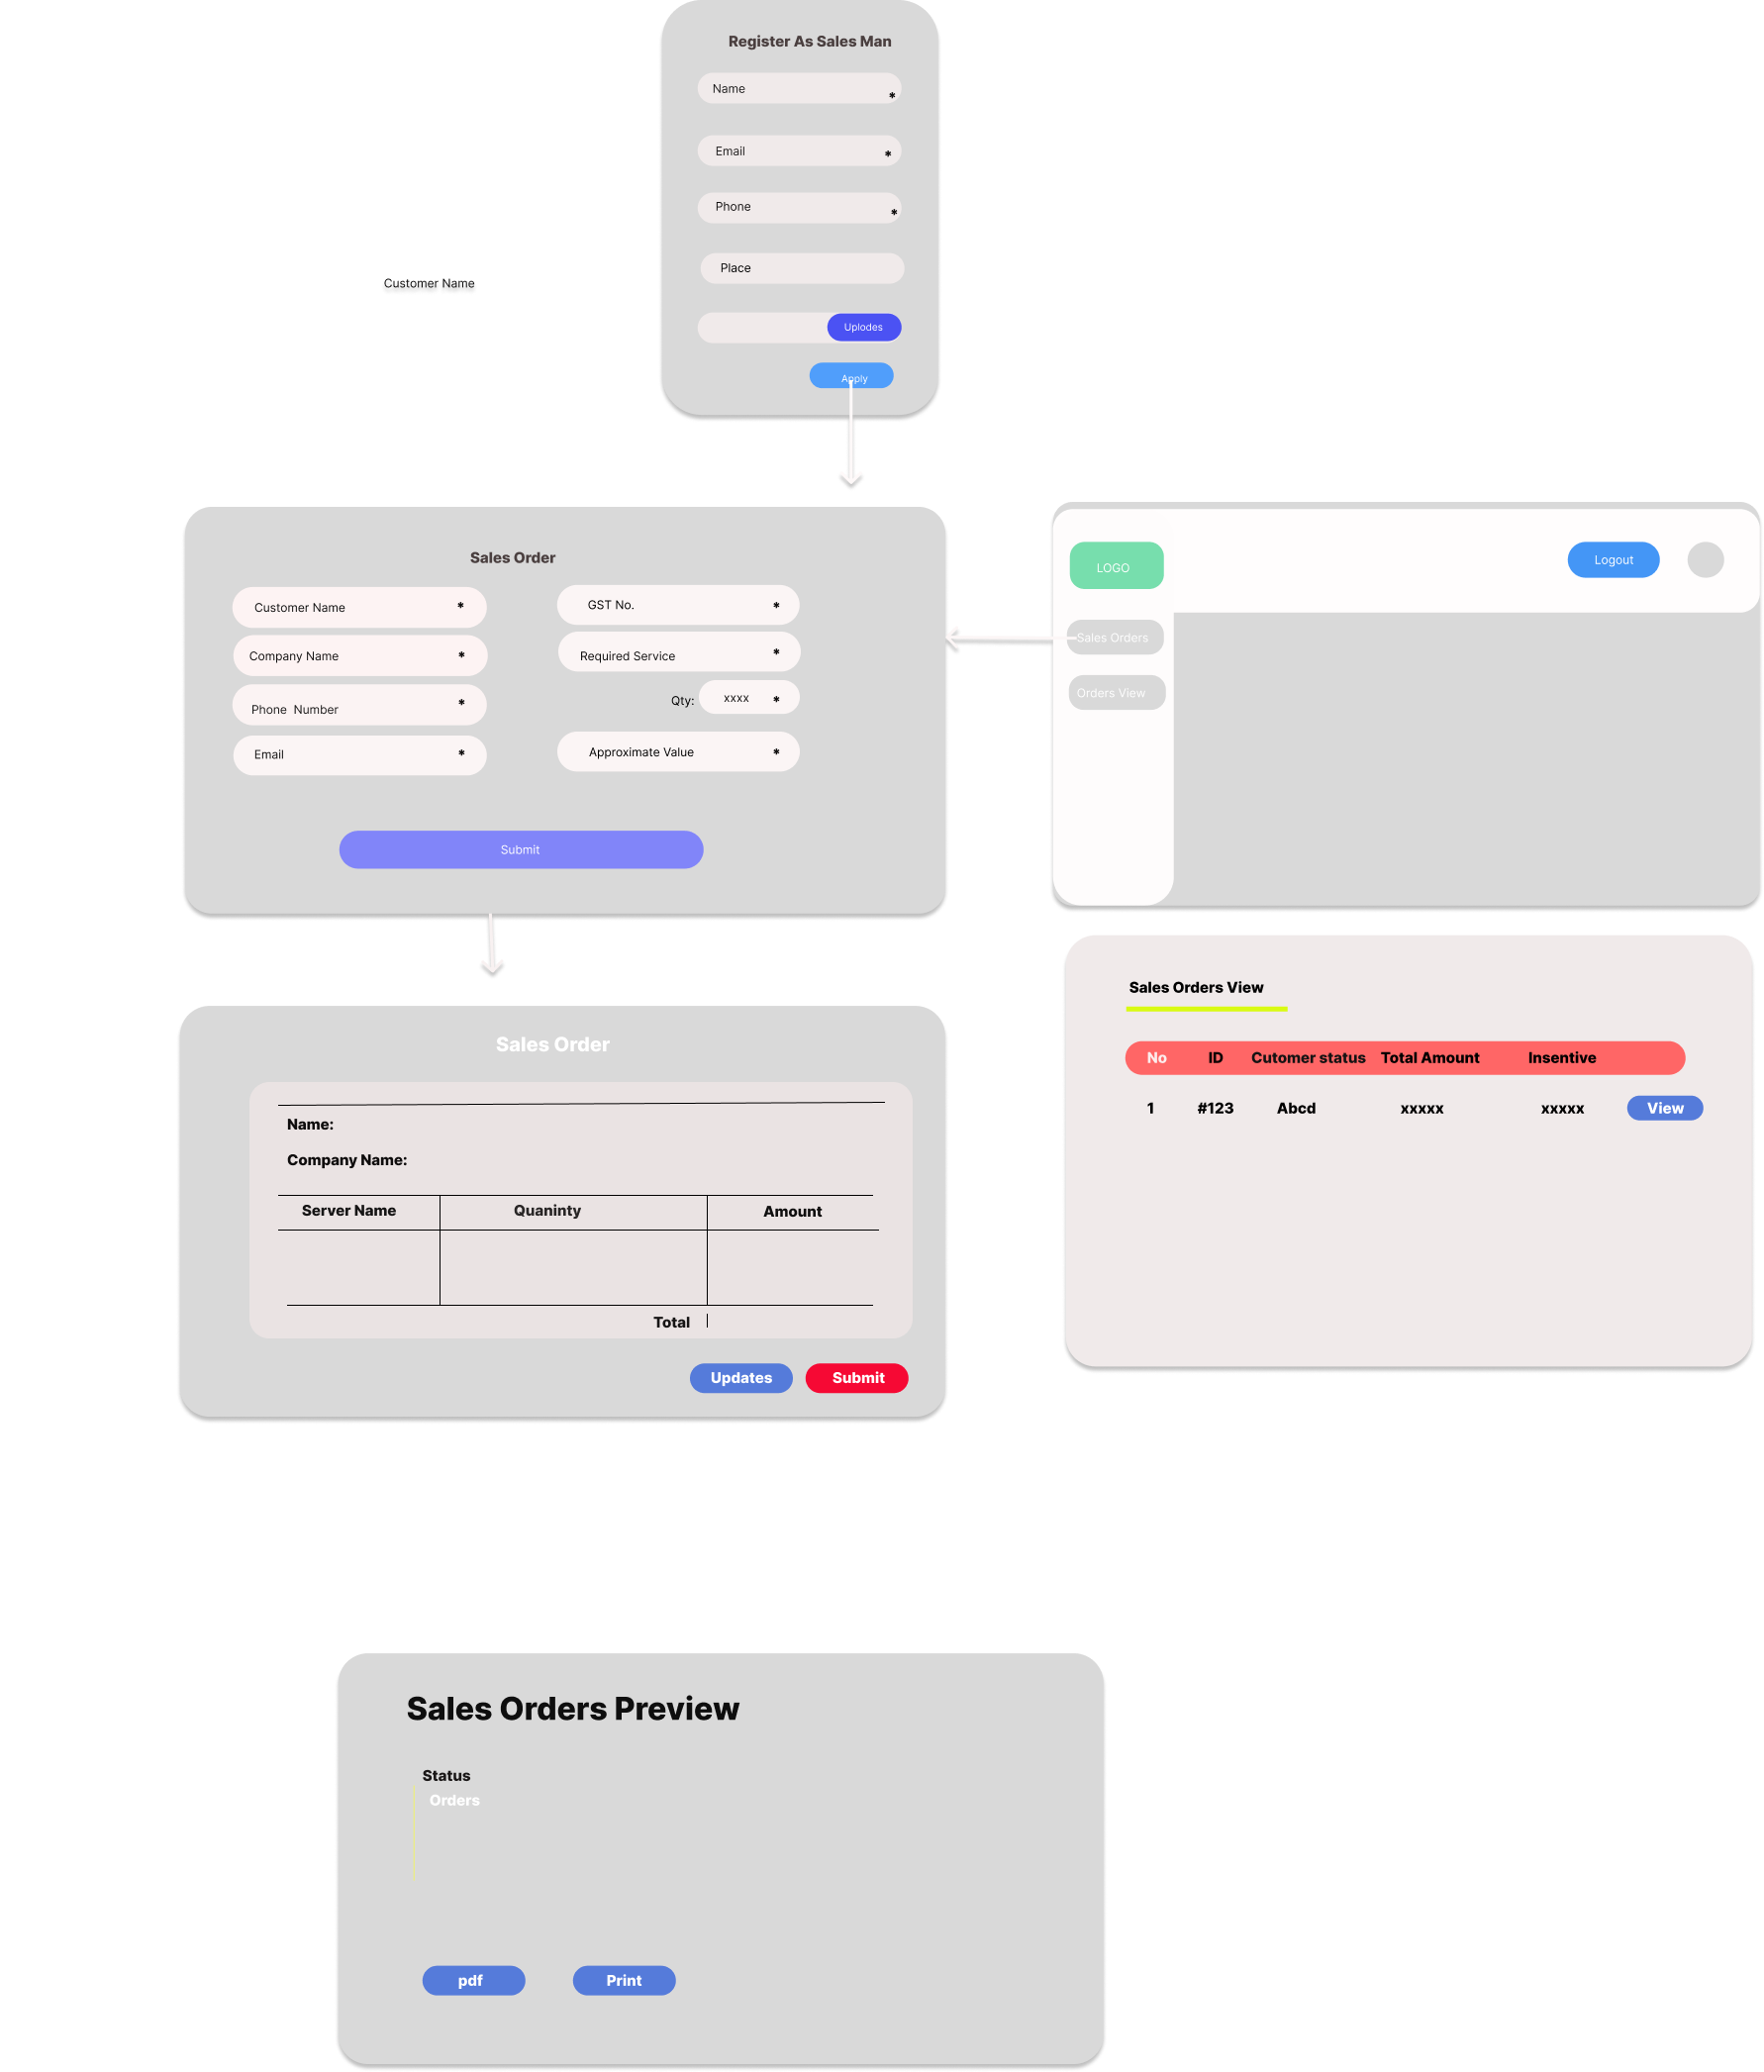 Register As Sales Man
Name *
Email *
Phone *
Place
Uplodes
Apply
Customer Name
Sales Order
Customer Name * GST No. *
Company Name * Required Service *
Phone Number * Qty: xxxx *
Email * Approximate Value *
Submit
LOGO
Logout
Sales Orders
Orders View
Sales Orders View
No ID Cutomer status Total Amount Insentive
1 #123 Abcd xxxxx xxxxx View
Sales Order
Name:
Company Name:
Server Name Quaninty Amount
Total
Updates Submit
Sales Orders Preview
Status
Orders
pdf Print